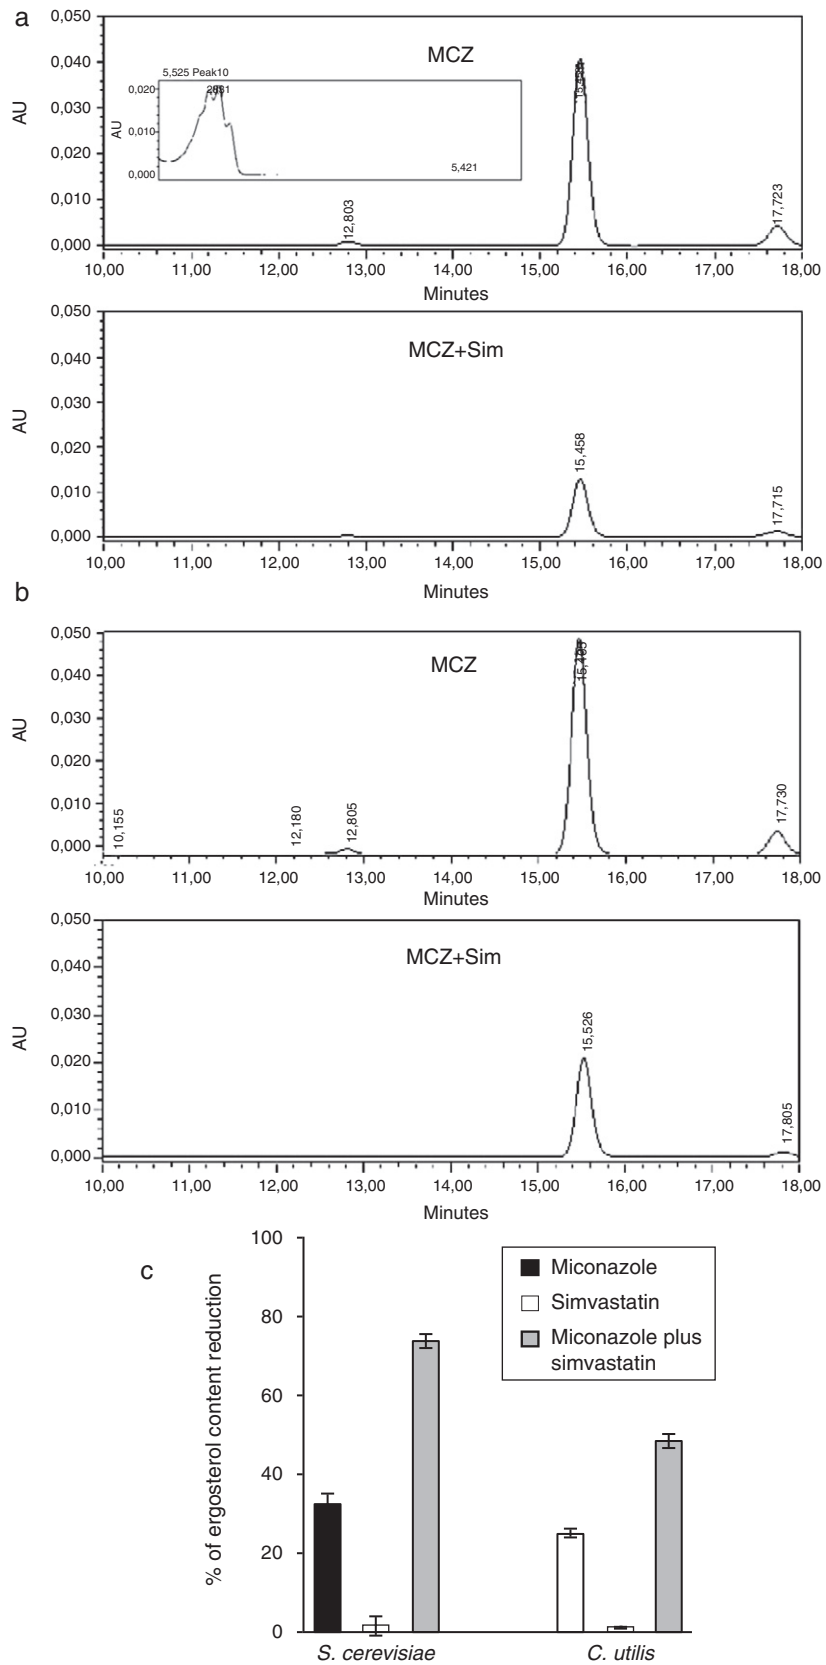 a
0,050
0,040
0,030
0,020
0,010
0,000
AU
MCZ
5,525 Peak10
0,020
0,010
0,000
AU
5,421
12,803
17,723
10,00 11,00 12,00 13,00 14,00 15,00 16,00 17,00 18,00
Minutes
0,050
0,040
0,030
0,020
0,010
0,000
AU
MCZ+Sim
15,458
17,715
10,00 11,00 12,00 13,00 14,00 15,00 16,00 17,00 18,00
Minutes
b
0,050
0,040
0,030
0,020
0,010
0,000
AU
MCZ
10,155
12,180
12,805
17,730
10,00 11,00 12,00 13,00 14,00 15,00 16,00 17,00 18,00
Minutes
0,050
0,040
0,030
0,020
0,010
0,000
AU
MCZ+Sim
15,526
17,805
10,00 11,00 12,00 13,00 14,00 15,00 16,00 17,00 18,00
Minutes
c
% of ergosterol content reduction
100
80
60
40
20
0
Miconazole
Simvastatin
Miconazole plus
simvastatin
S. cerevisiae
C. utilis